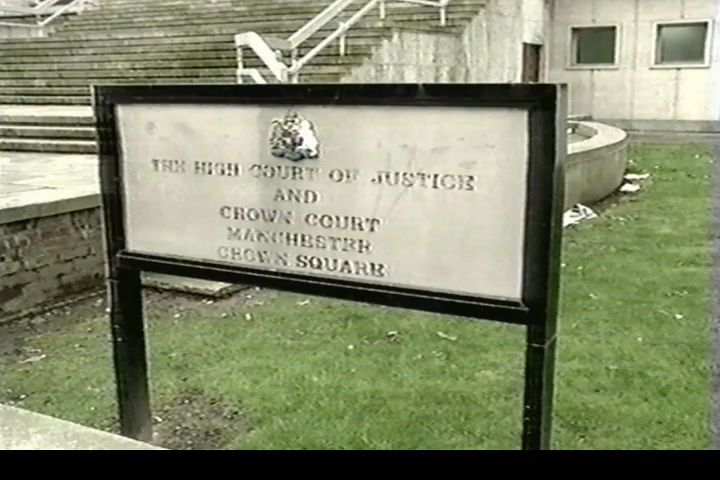 THE HIGH COURT OF JUSTICE
AND
CROWN COURT
MANCHESTER
CROWN SQUARE